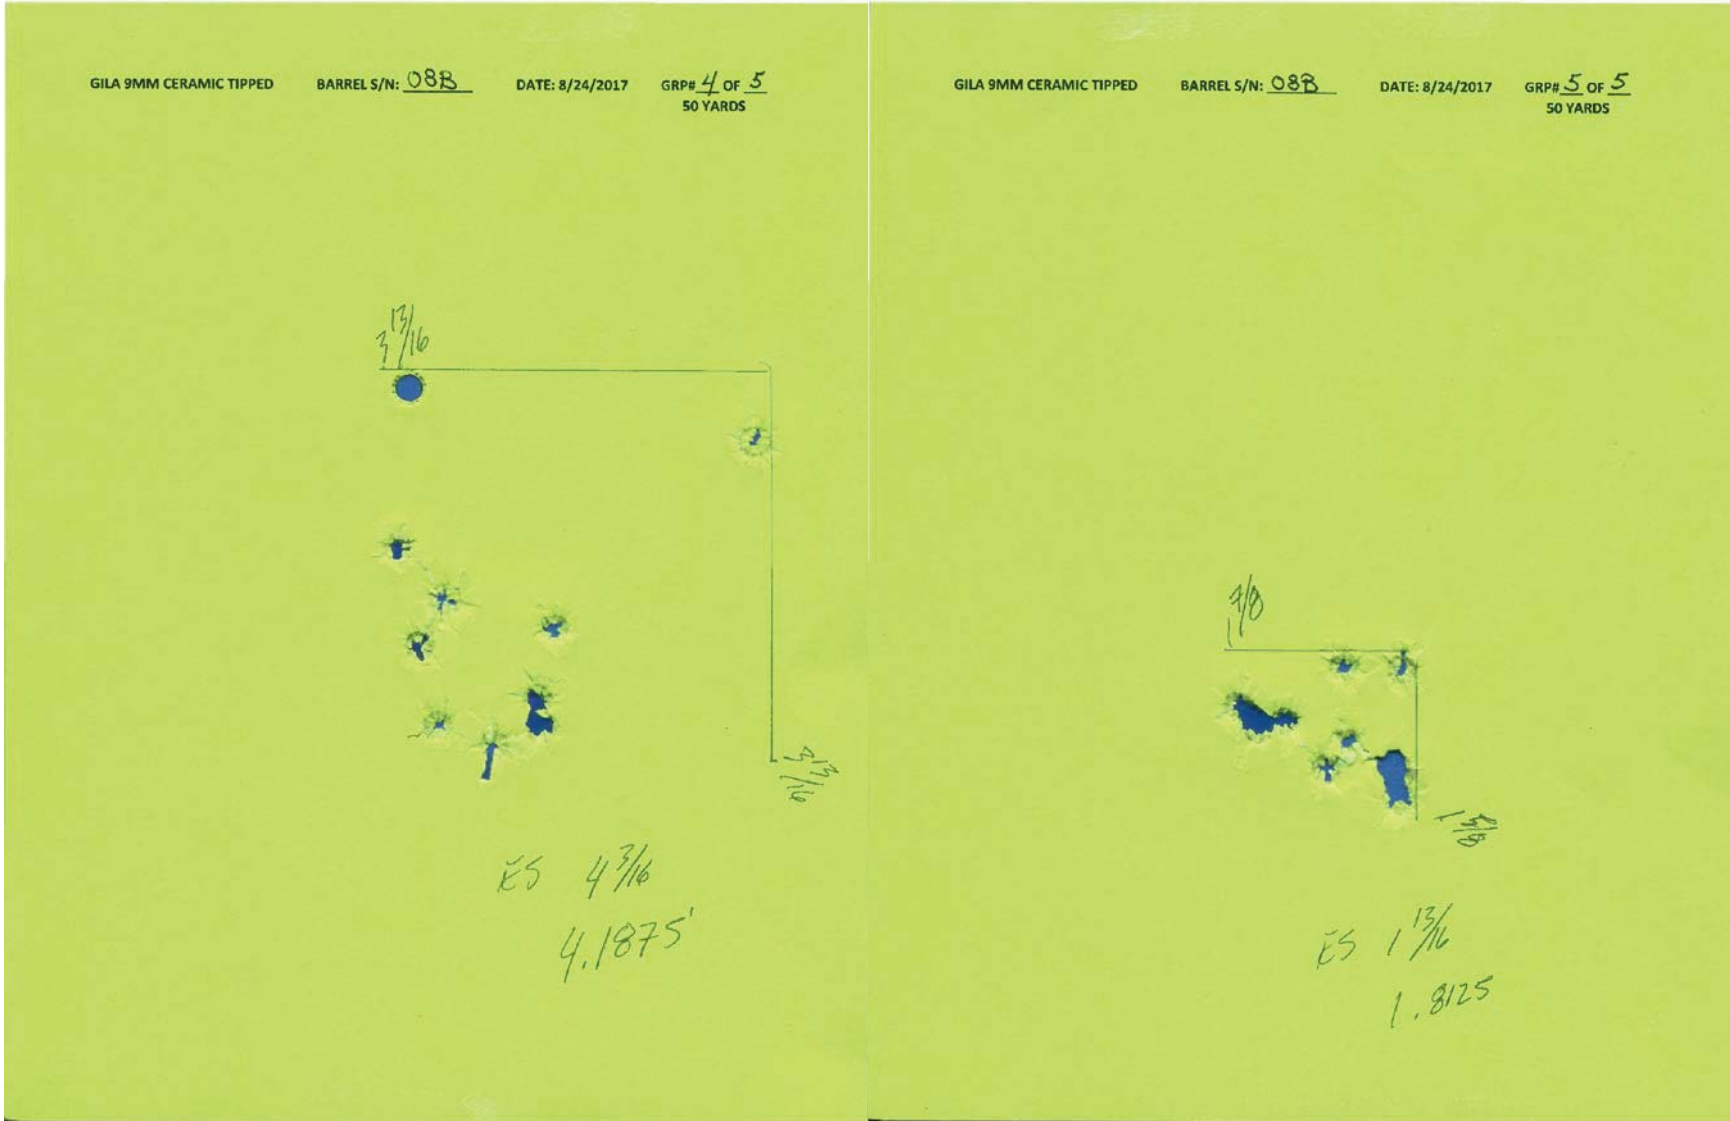 GILA 9MM CERAMIC TIPPED BARREL S/N: 08B DATE: 8/24/2017 GRP# 4 OF 5
50 YARDS
3 13/16
3 13/16
ES 4 3/16
4.1875'
GILA 9MM CERAMIC TIPPED BARREL S/N: 08B DATE: 8/24/2017 GRP# 5 OF 5
50 YARDS
1 7/8
1 5/8
ES 1 13/16
1.8125